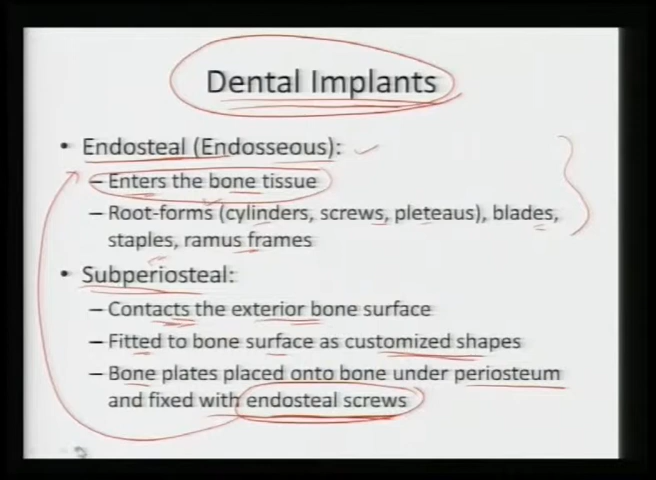 Dental Implants
• Endosteal (Endosseous):
– Enters the bone tissue
– Root-forms (cylinders, screws, pleteaus), blades,
staples, ramus frames
• Subperiosteal:
– Contacts the exterior bone surface
– Fitted to bone surface as customized shapes
– Bone plates placed onto bone under periosteum
and fixed with endosteal screws